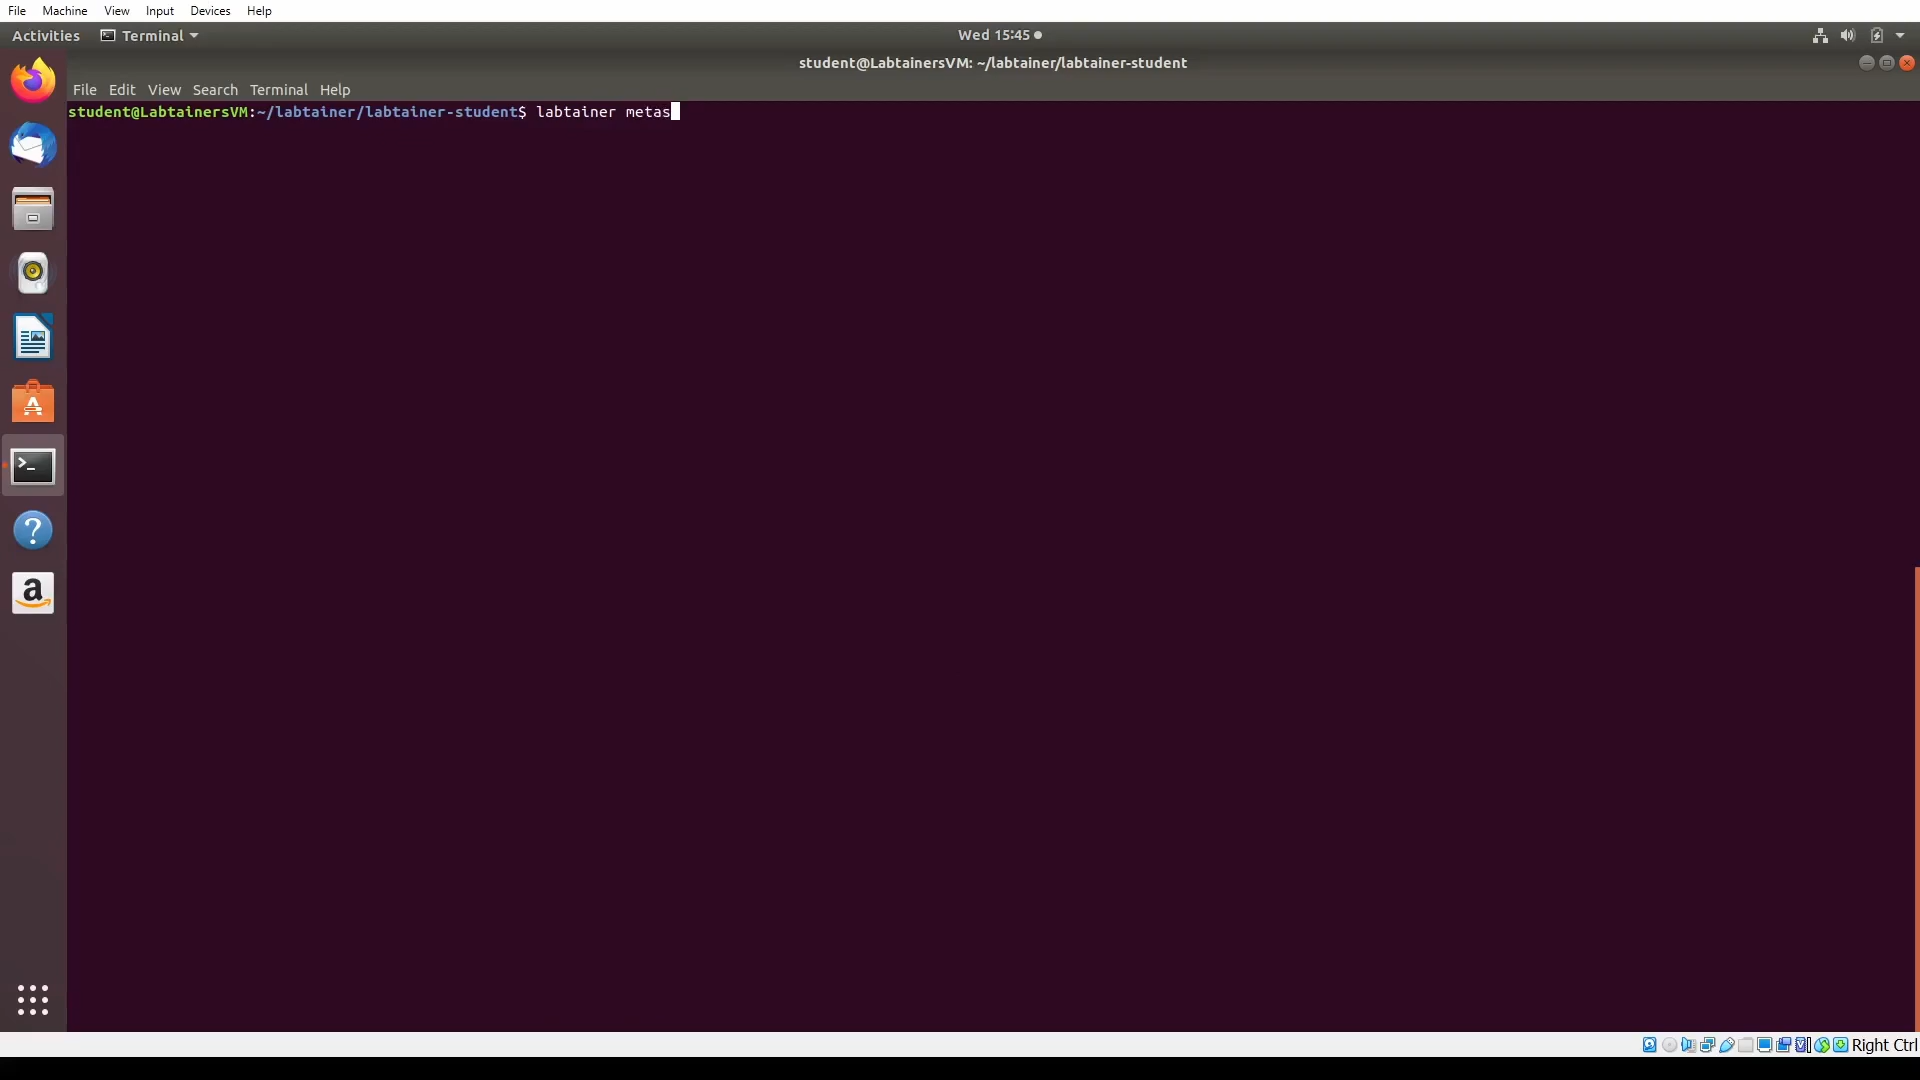 File Machine View Input Devices Help
Activities Terminal Wed 15:45
student@LabtainersVM: ~/labtainer/labtainer-student
File Edit View Search Terminal Help
student@LabtainersVM:~/labtainer/labtainer-student$ labtainer metas
Right Ctrl